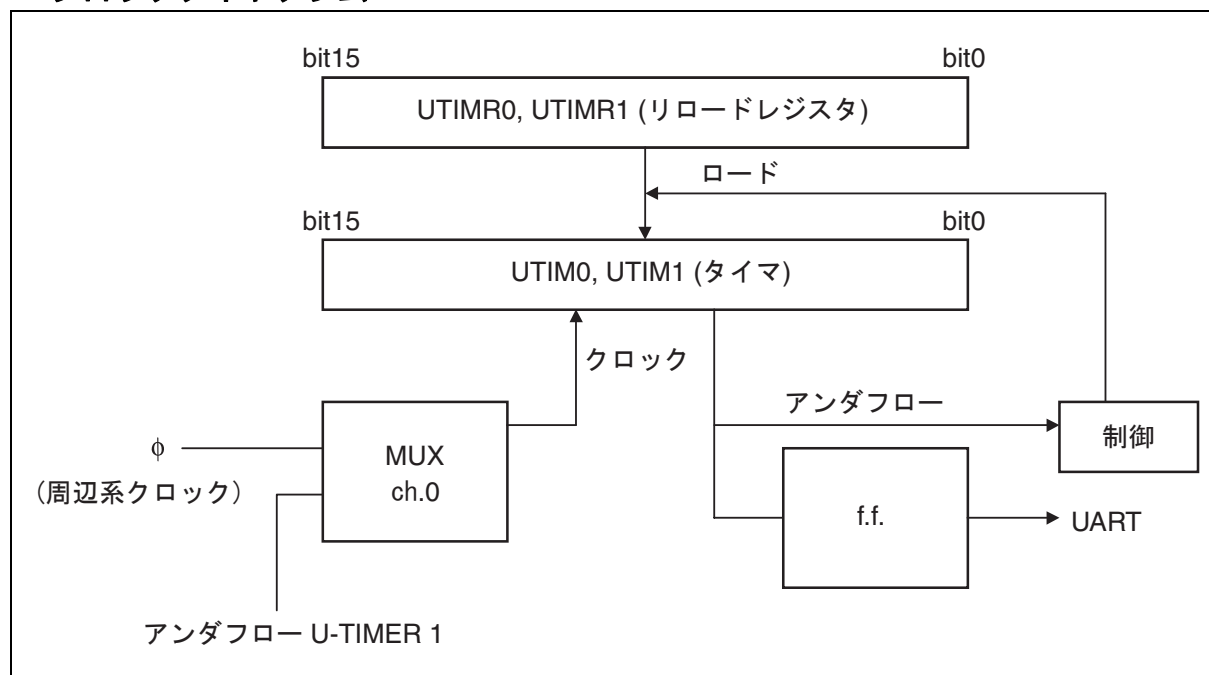 bit15
bit0
UTIMR0, UTIMR1 (リロードレジスタ)
ロード
bit15
bit0
UTIM0, UTIM1 (タイマ)
クロック
アンダフロー
制御
φ
(周辺系クロック)
MUX
ch.0
f.f.
UART
アンダフロー U-TIMER 1